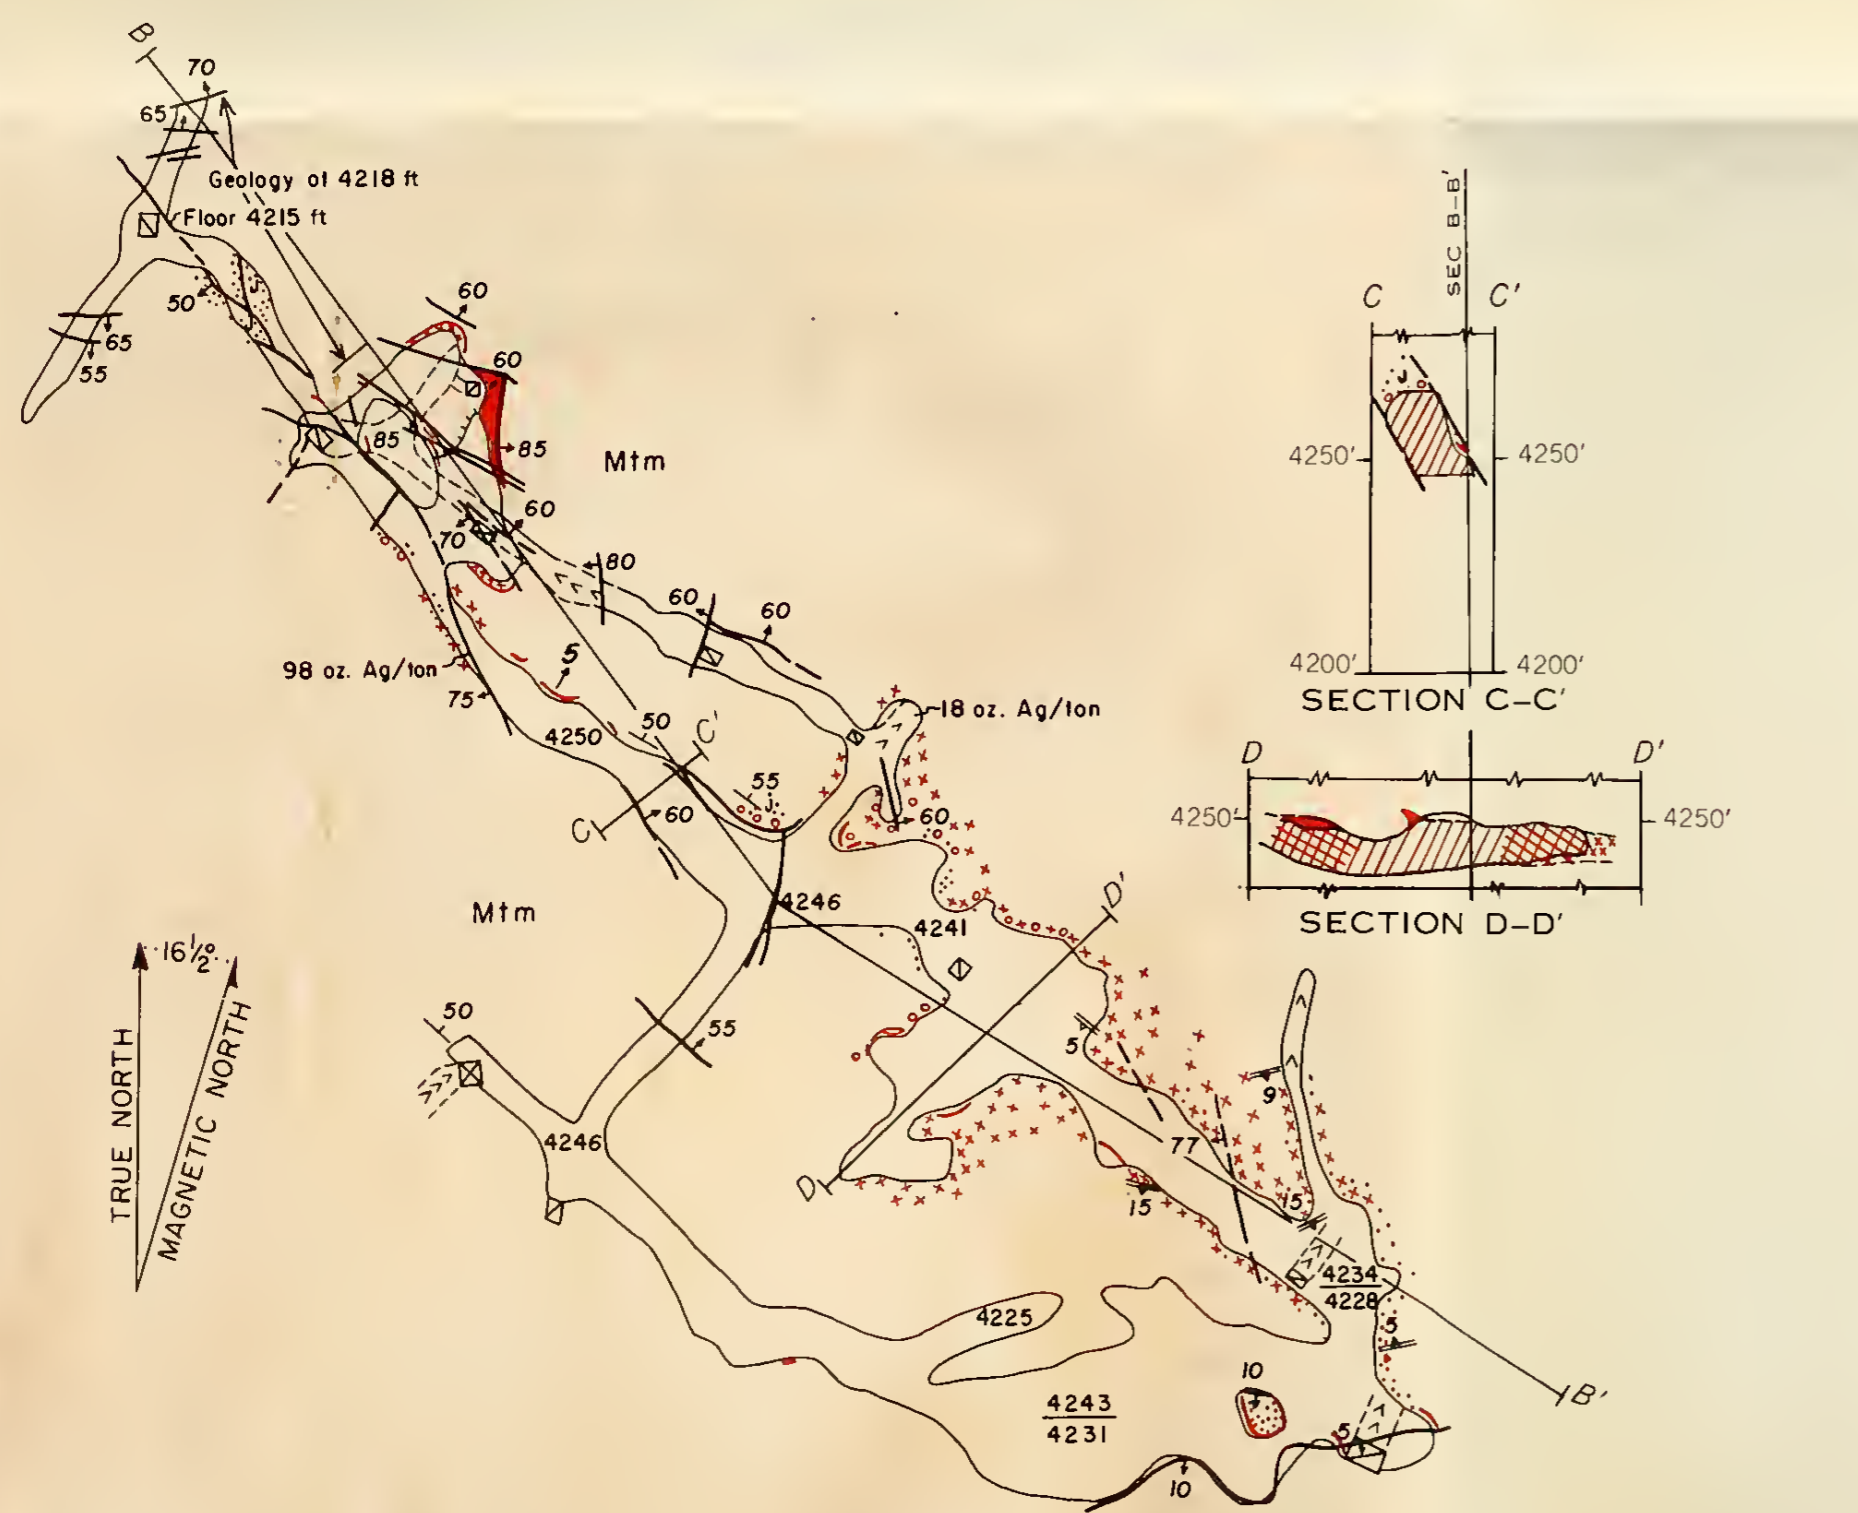 B
70
65
Geology at 4218 ft
Floor 4215 ft
50
J
J
65
55
60
60
85
85
Mtm
60
70
80
60
60
98 oz. Ag/ton
5
75
4250
50
C'
18 oz. Ag/ton
55
J
C
60
60
Mtm
4246
4241
D'
16½°
50
55
5
9
4246
77
D
15
15
TRUE NORTH
MAGNETIC NORTH
4234
4228
4225
5
10
B'
4243
4231
5
10
SEC B-B'
C
C'
J
4250'
4250'
4200'
4200'
SECTION C-C'
D
D'
4250'
4250'
SECTION D-D'